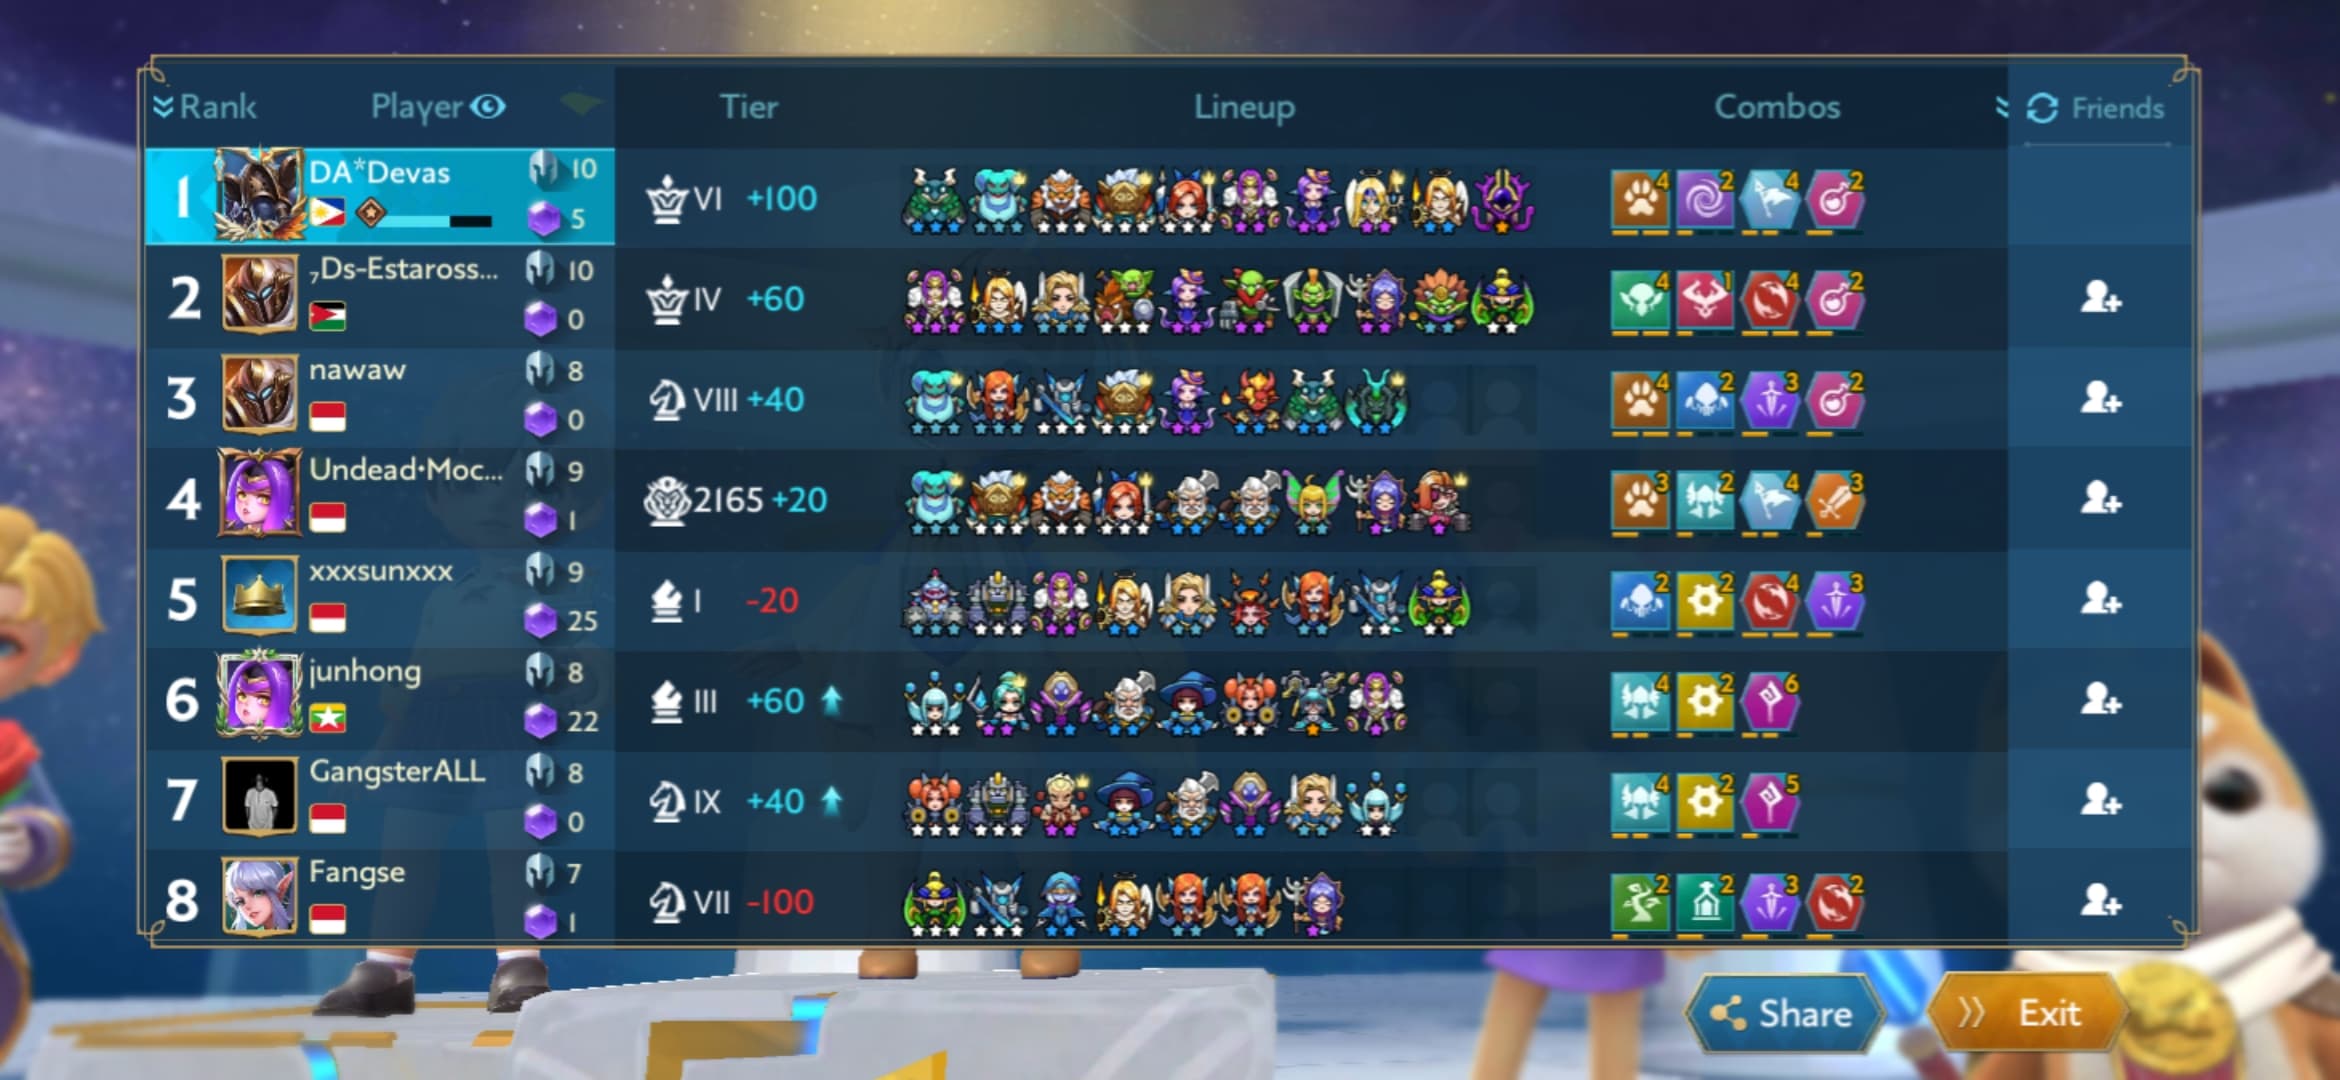 Rank Player Tier Lineup Combos Friends
1 DA*Devas 10 5 VI +100 4 2 4 2
2 ₇Ds-Estaross... 10 0 IV +60 4 1 4 2
3 nawaw 8 0 VIII +40 4 2 3 2
4 Undead·Moc... 9 1 2165 +20 3 2 4 3
5 xxxsunxxx 9 25 I -20 2 2 4 3
6 junhong 8 22 III +60 4 2 6
7 GangsterALL 8 0 IX +40 4 2 5
8 Fangse 7 1 VII -100 2 2 3 2
Share Exit